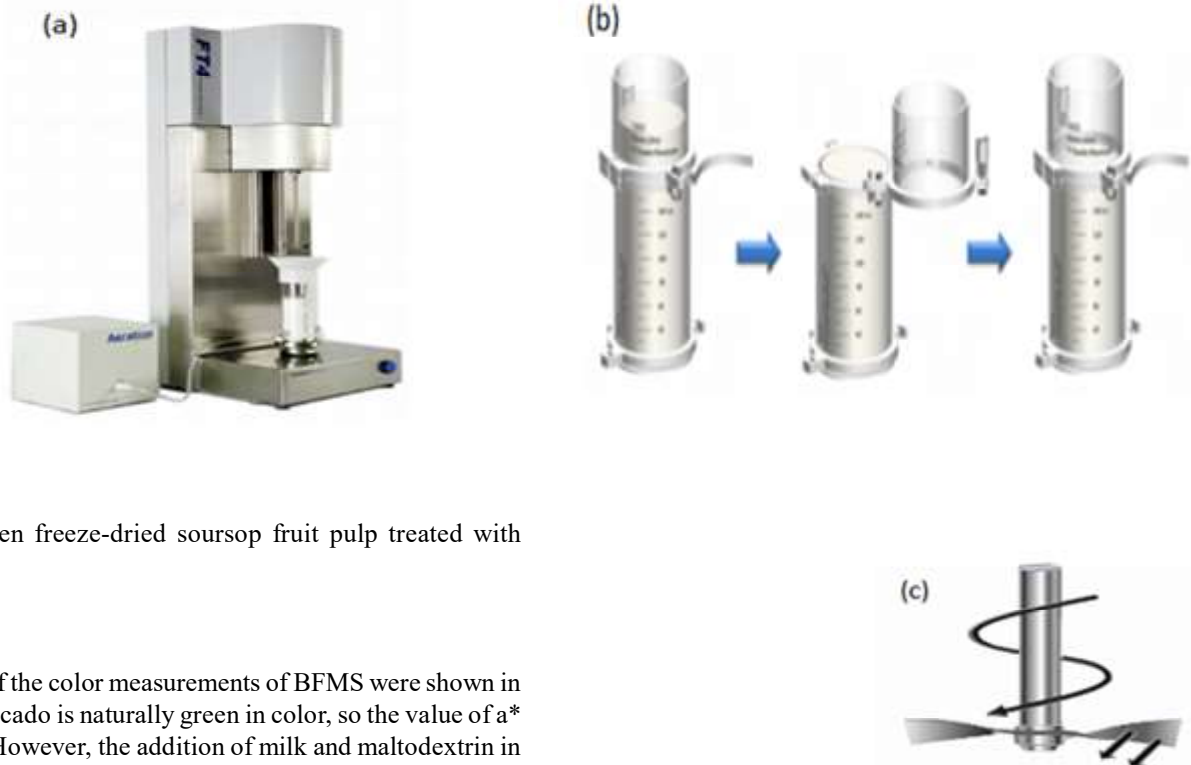 (a)
(b)
FT4
Aeration
en freeze-dried soursop fruit pulp treated with
(c)
f the color measurements of BFMS were shown in
cado is naturally green in color, so the value of a*
However, the addition of milk and maltodextrin in